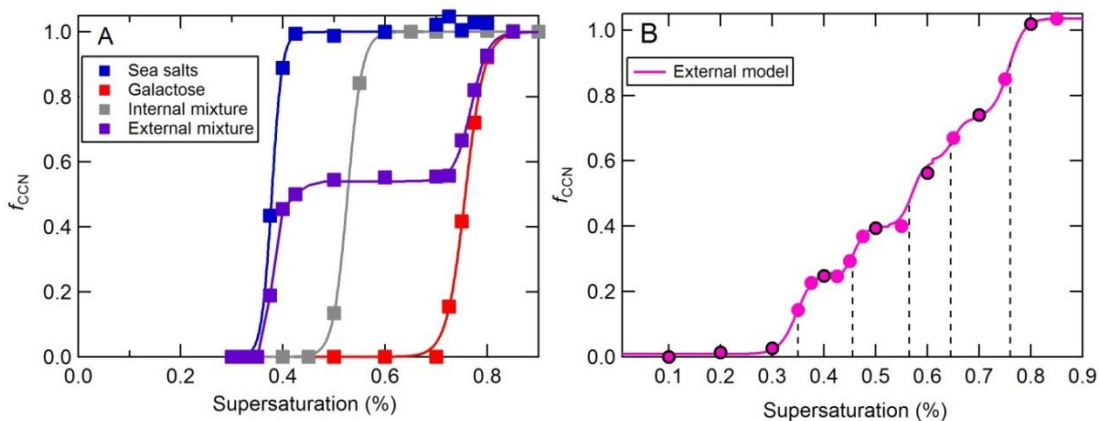 A
Sea salts
Galactose
Internal mixture
External mixture
1.0
0.8
0.6
0.4
0.2
0.0
fCCN
0.0 0.2 0.4 0.6 0.8
Supersaturation (%)
B
External model
1.0
0.8
0.6
0.4
0.2
0.0
fCCN
0.1 0.2 0.3 0.4 0.5 0.6 0.7 0.8 0.9
Supersaturation (%)